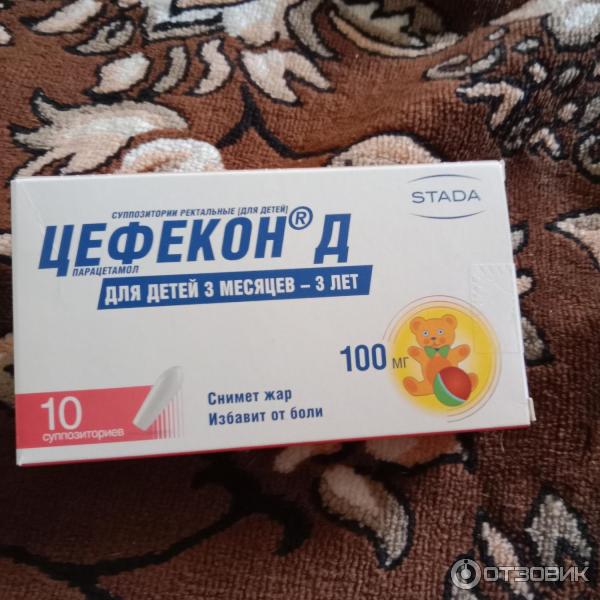 СУППОЗИТОРИИ РЕКТАЛЬНЫЕ [ДЛЯ ДЕТЕЙ]
STADA
ЦЕФЕКОН® Д
ПАРАЦЕТАМОЛ
ДЛЯ ДЕТЕЙ 3 МЕСЯЦЕВ – 3 ЛЕТ
100 мг
10
суппозиториев
Снимет жар
Избавит от боли
ОТЗОВИК